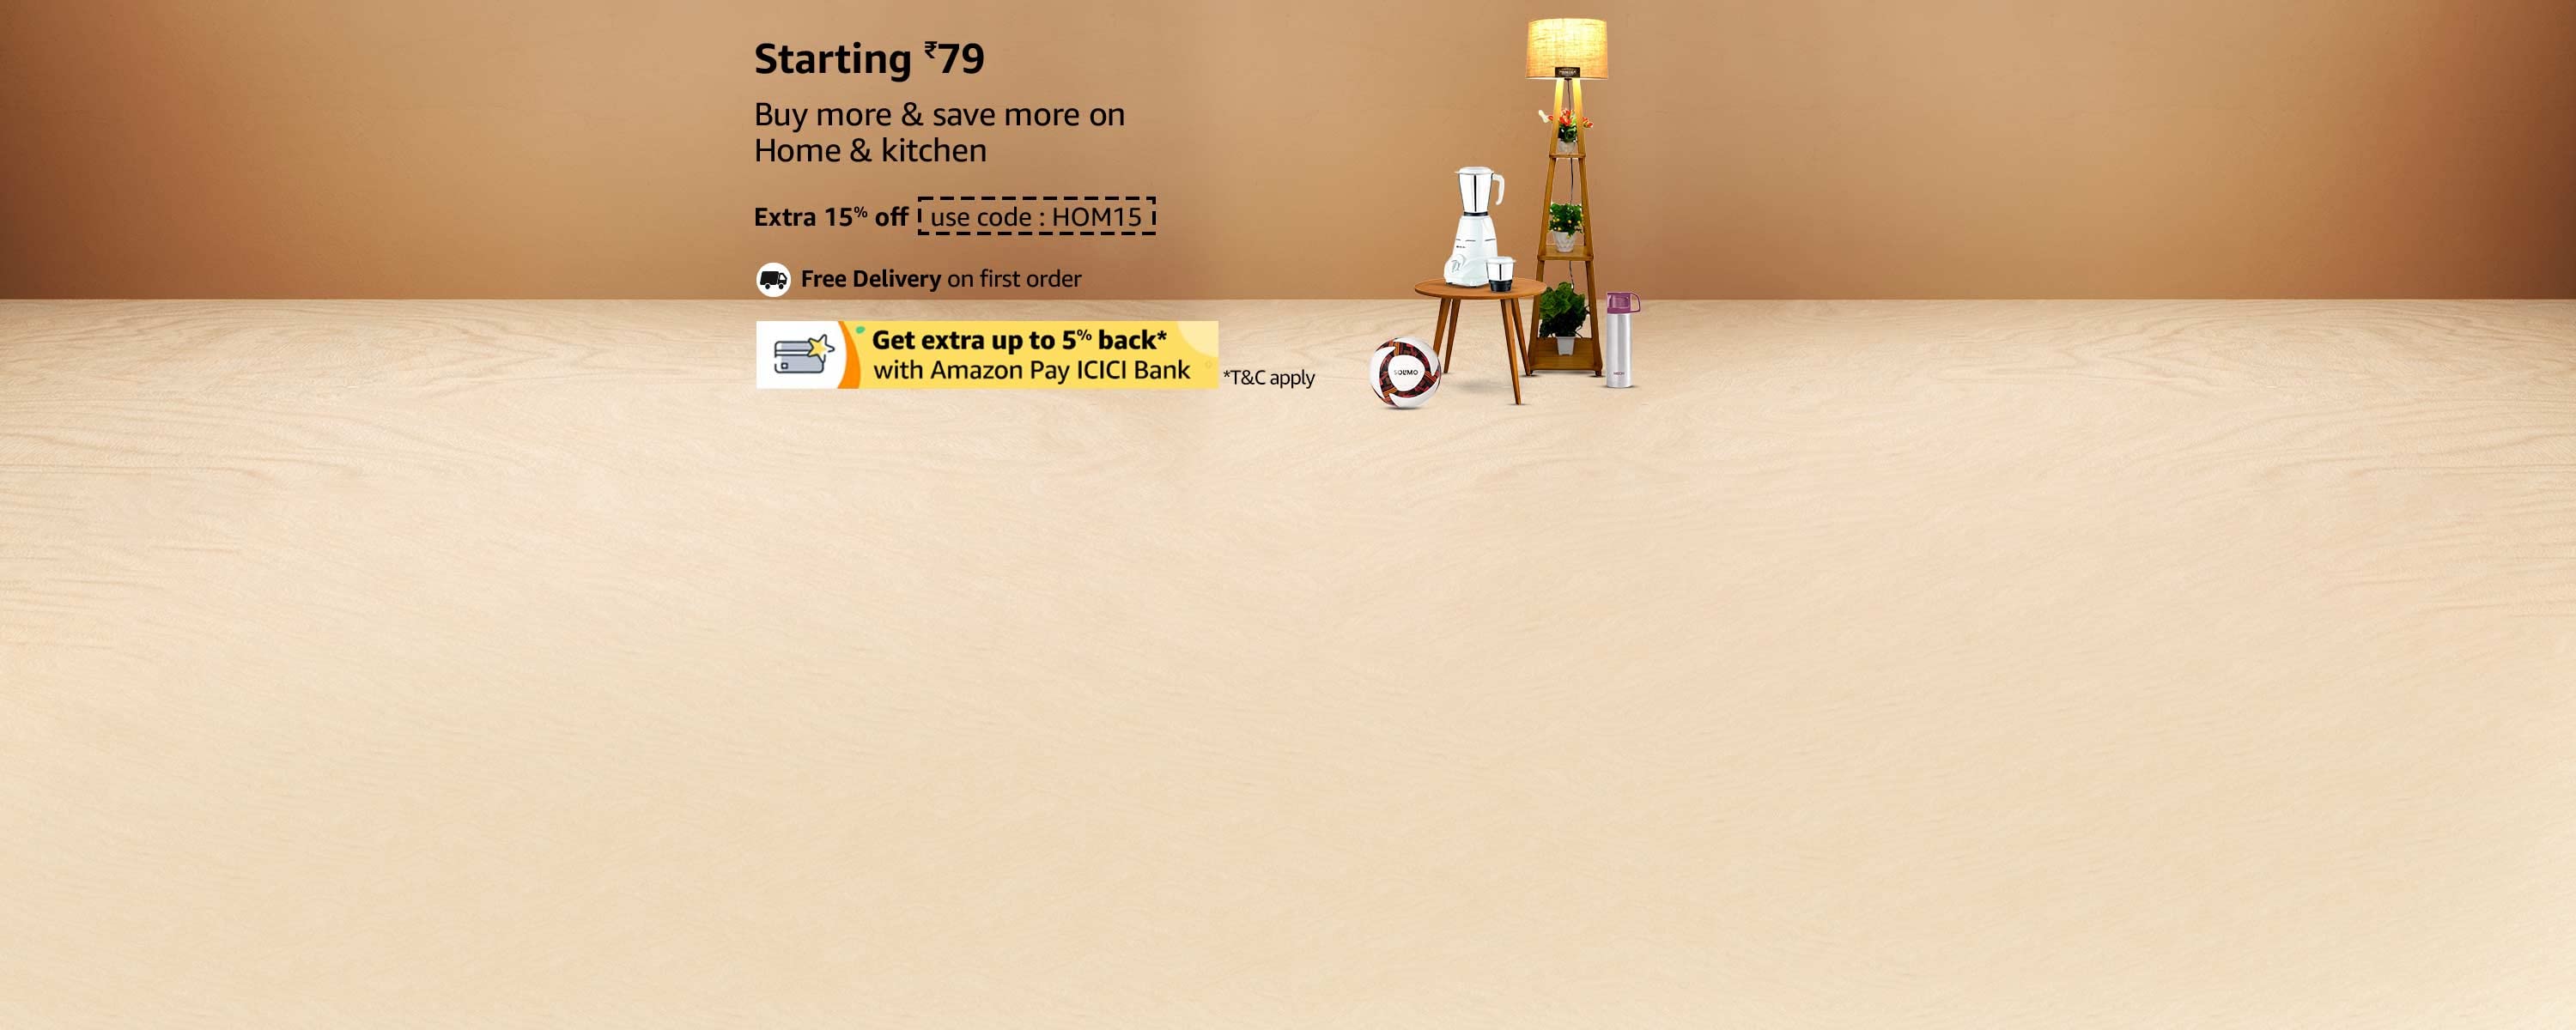 Starting ₹79
Buy more & save more on
Home & kitchen
Extra 15% off use code : HOM15
Free Delivery on first order
Get extra up to 5% back*
with Amazon Pay ICICI Bank
*T&C apply
SOLIMO